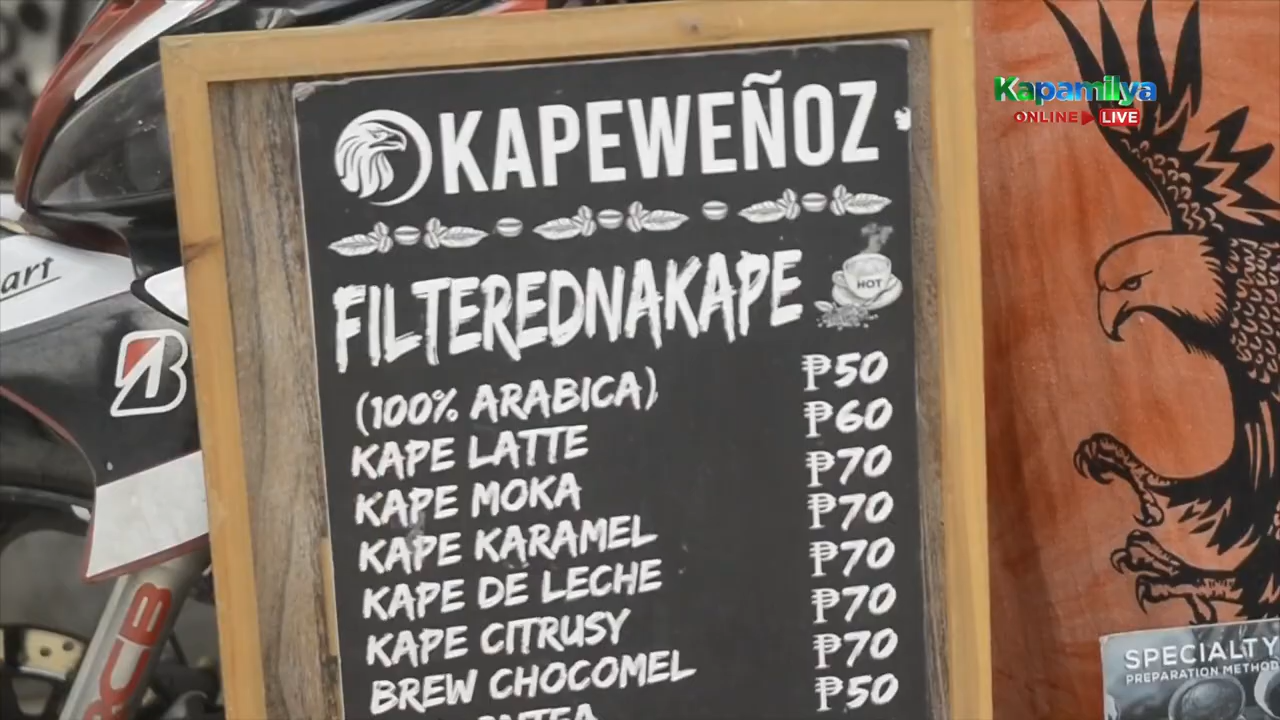 KAPEWEÑOZ
FILTEREDNAKAPE
HOT
(100% ARABICA) ₱50
KAPE LATTE ₱60
KAPE MOKA ₱70
KAPE KARAMEL ₱70
KAPE DE LECHE ₱70
KAPE CITRUSY ₱70
BREW CHOCOMEL ₱70
₱50
Kapamilya
ONLINE LIVE
SPECIALTY
PREPARATION METHOD
art
B
RCB